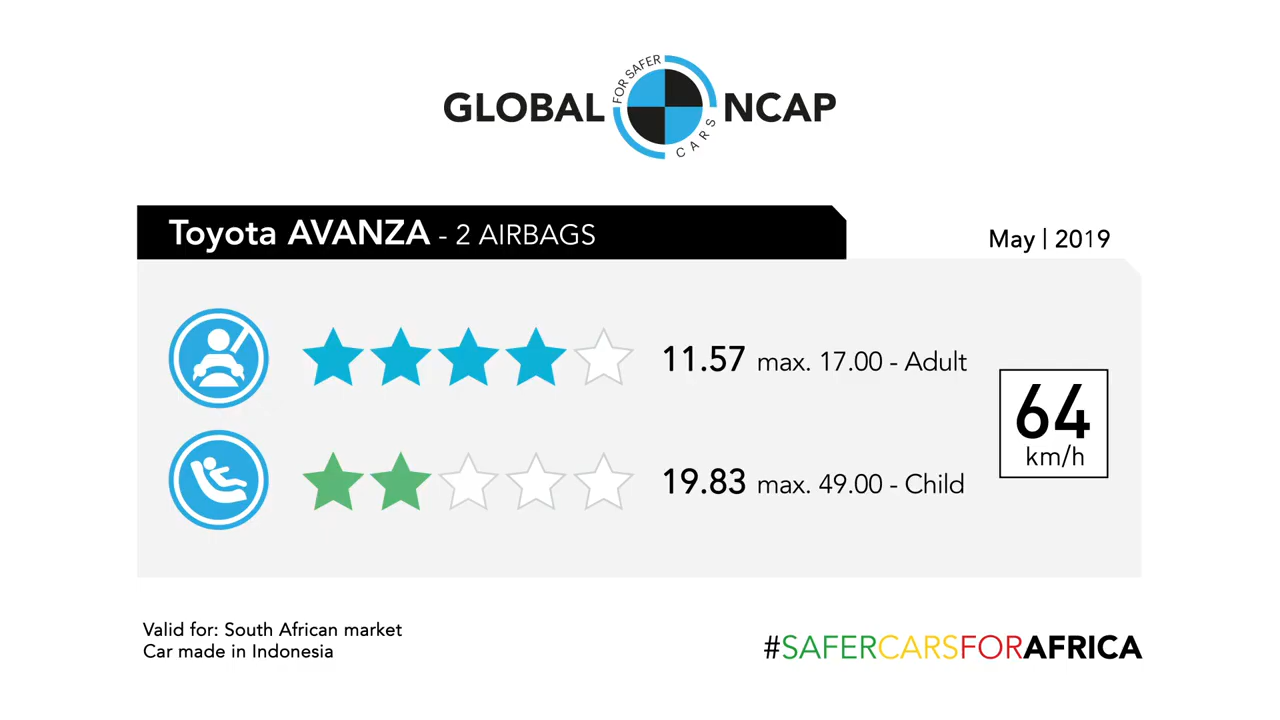 GLOBAL FOR SAFER CARS NCAP
Toyota AVANZA - 2 AIRBAGS
May | 2019
11.57 max. 17.00 - Adult
64
km/h
19.83 max. 49.00 - Child
Valid for: South African market
Car made in Indonesia
#SAFERCARSFORAFRICA